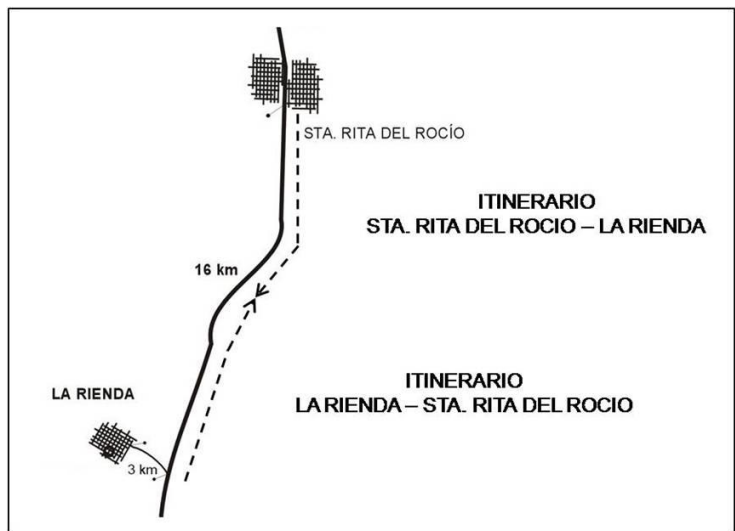 STA. RITA DEL ROCÍO
ITINERARIO
STA. RITA DEL ROCIO – LA RIENDA
16 km
ITINERARIO
LA RIENDA – STA. RITA DEL ROCIO
LA RIENDA
3 km